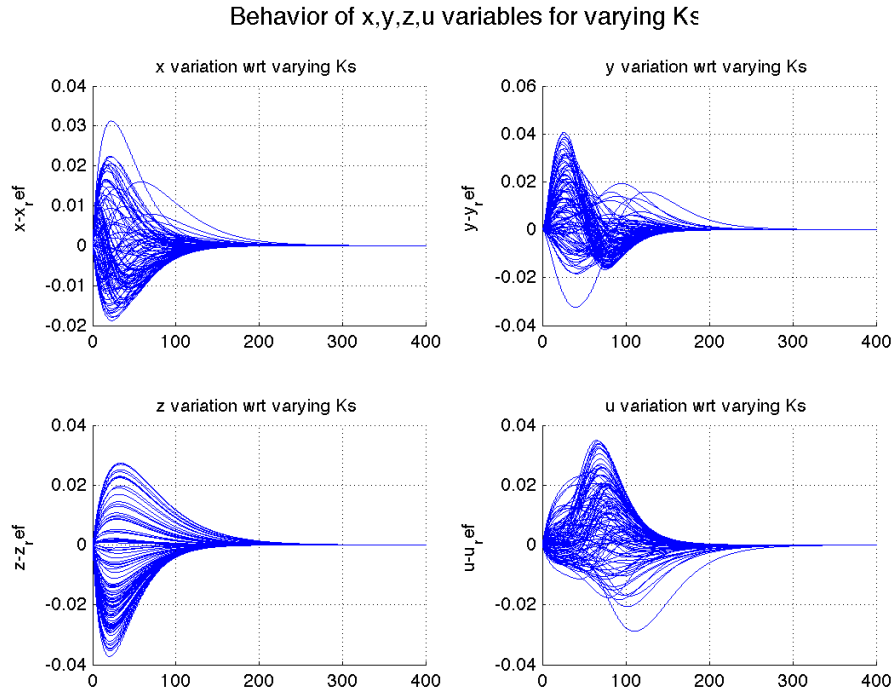 Behavior of x,y,z,u variables for varying Ks
x variation wrt varying Ks
0.04
0.03
0.02
0.01
0
-0.01
-0.02
x-x_ref
0 100 200 300 400
y variation wrt varying Ks
0.06
0.04
0.02
0
-0.02
-0.04
y-y_ref
0 100 200 300 400
z variation wrt varying Ks
0.04
0.02
0
-0.02
-0.04
z-z_ref
0 100 200 300 400
u variation wrt varying Ks
0.04
0.02
0
-0.02
-0.04
u-u_ref
0 100 200 300 400